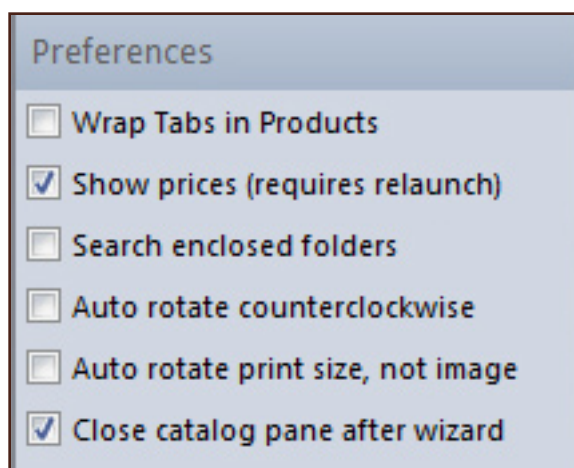 Preferences
Wrap Tabs in Products
Show prices (requires relaunch)
Search enclosed folders
Auto rotate counterclockwise
Auto rotate print size, not image
Close catalog pane after wizard